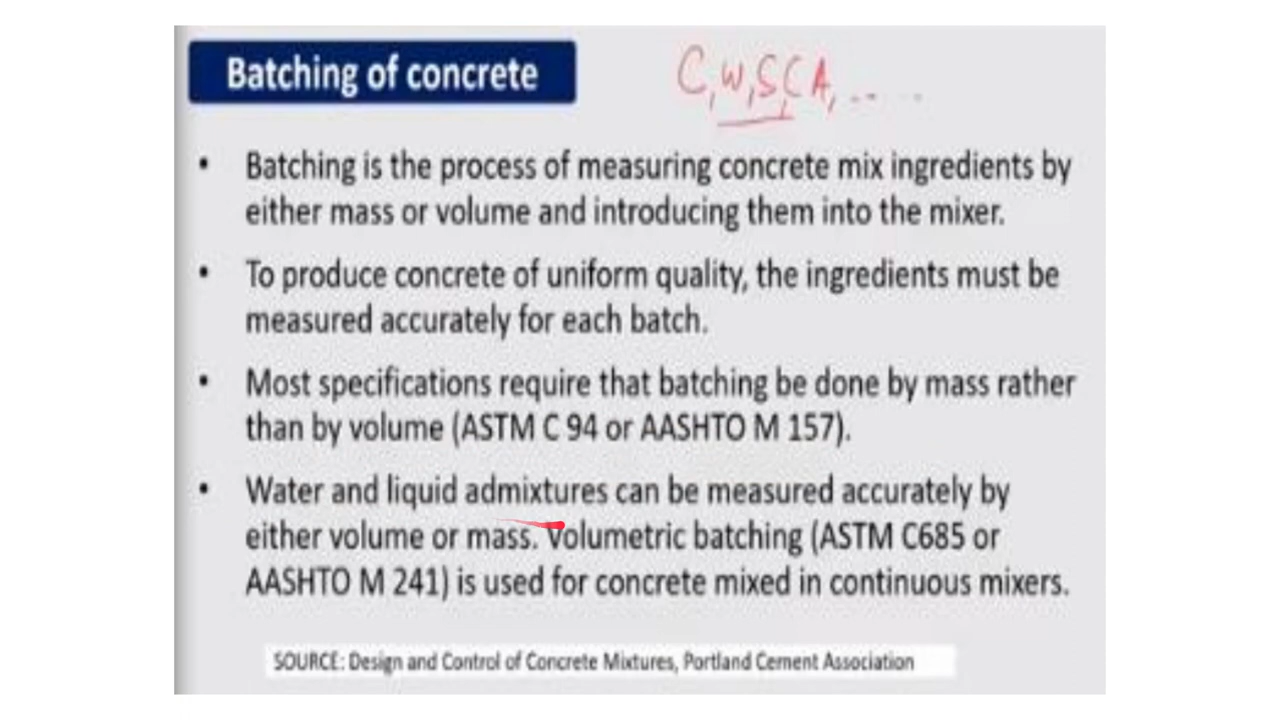 Batching of concrete
C, W, S, CA, .. ...
• Batching is the process of measuring concrete mix ingredients by
either mass or volume and introducing them into the mixer.
• To produce concrete of uniform quality, the ingredients must be
measured accurately for each batch.
• Most specifications require that batching be done by mass rather
than by volume (ASTM C 94 or AASHTO M 157).
• Water and liquid admixtures can be measured accurately by
either volume or mass. Volumetric batching (ASTM C685 or
AASHTO M 241) is used for concrete mixed in continuous mixers.
SOURCE: Design and Control of Concrete Mixtures, Portland Cement Association